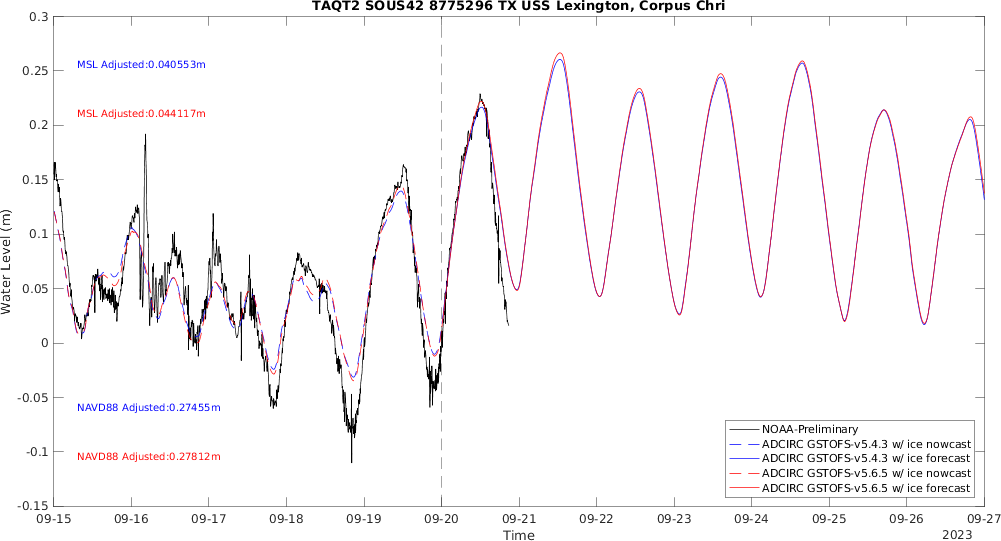 TAQT2 SOUS42 8775296 TX USS Lexington, Corpus Chri
0.3
0.25
0.2
0.15
0.1
0.05
0
-0.05
-0.1
-0.15
Water Level (m)
MSL Adjusted:0.040553m
MSL Adjusted:0.044117m
NAVD88 Adjusted:0.27455m
NAVD88 Adjusted:0.27812m
NOAA-Preliminary
ADCIRC GSTOFS-v5.4.3 w/ ice nowcast
ADCIRC GSTOFS-v5.4.3 w/ ice forecast
ADCIRC GSTOFS-v5.6.5 w/ ice nowcast
ADCIRC GSTOFS-v5.6.5 w/ ice forecast
09-15 09-16 09-17 09-18 09-19 09-20 09-21 09-22 09-23 09-24 09-25 09-26 09-27
Time
2023